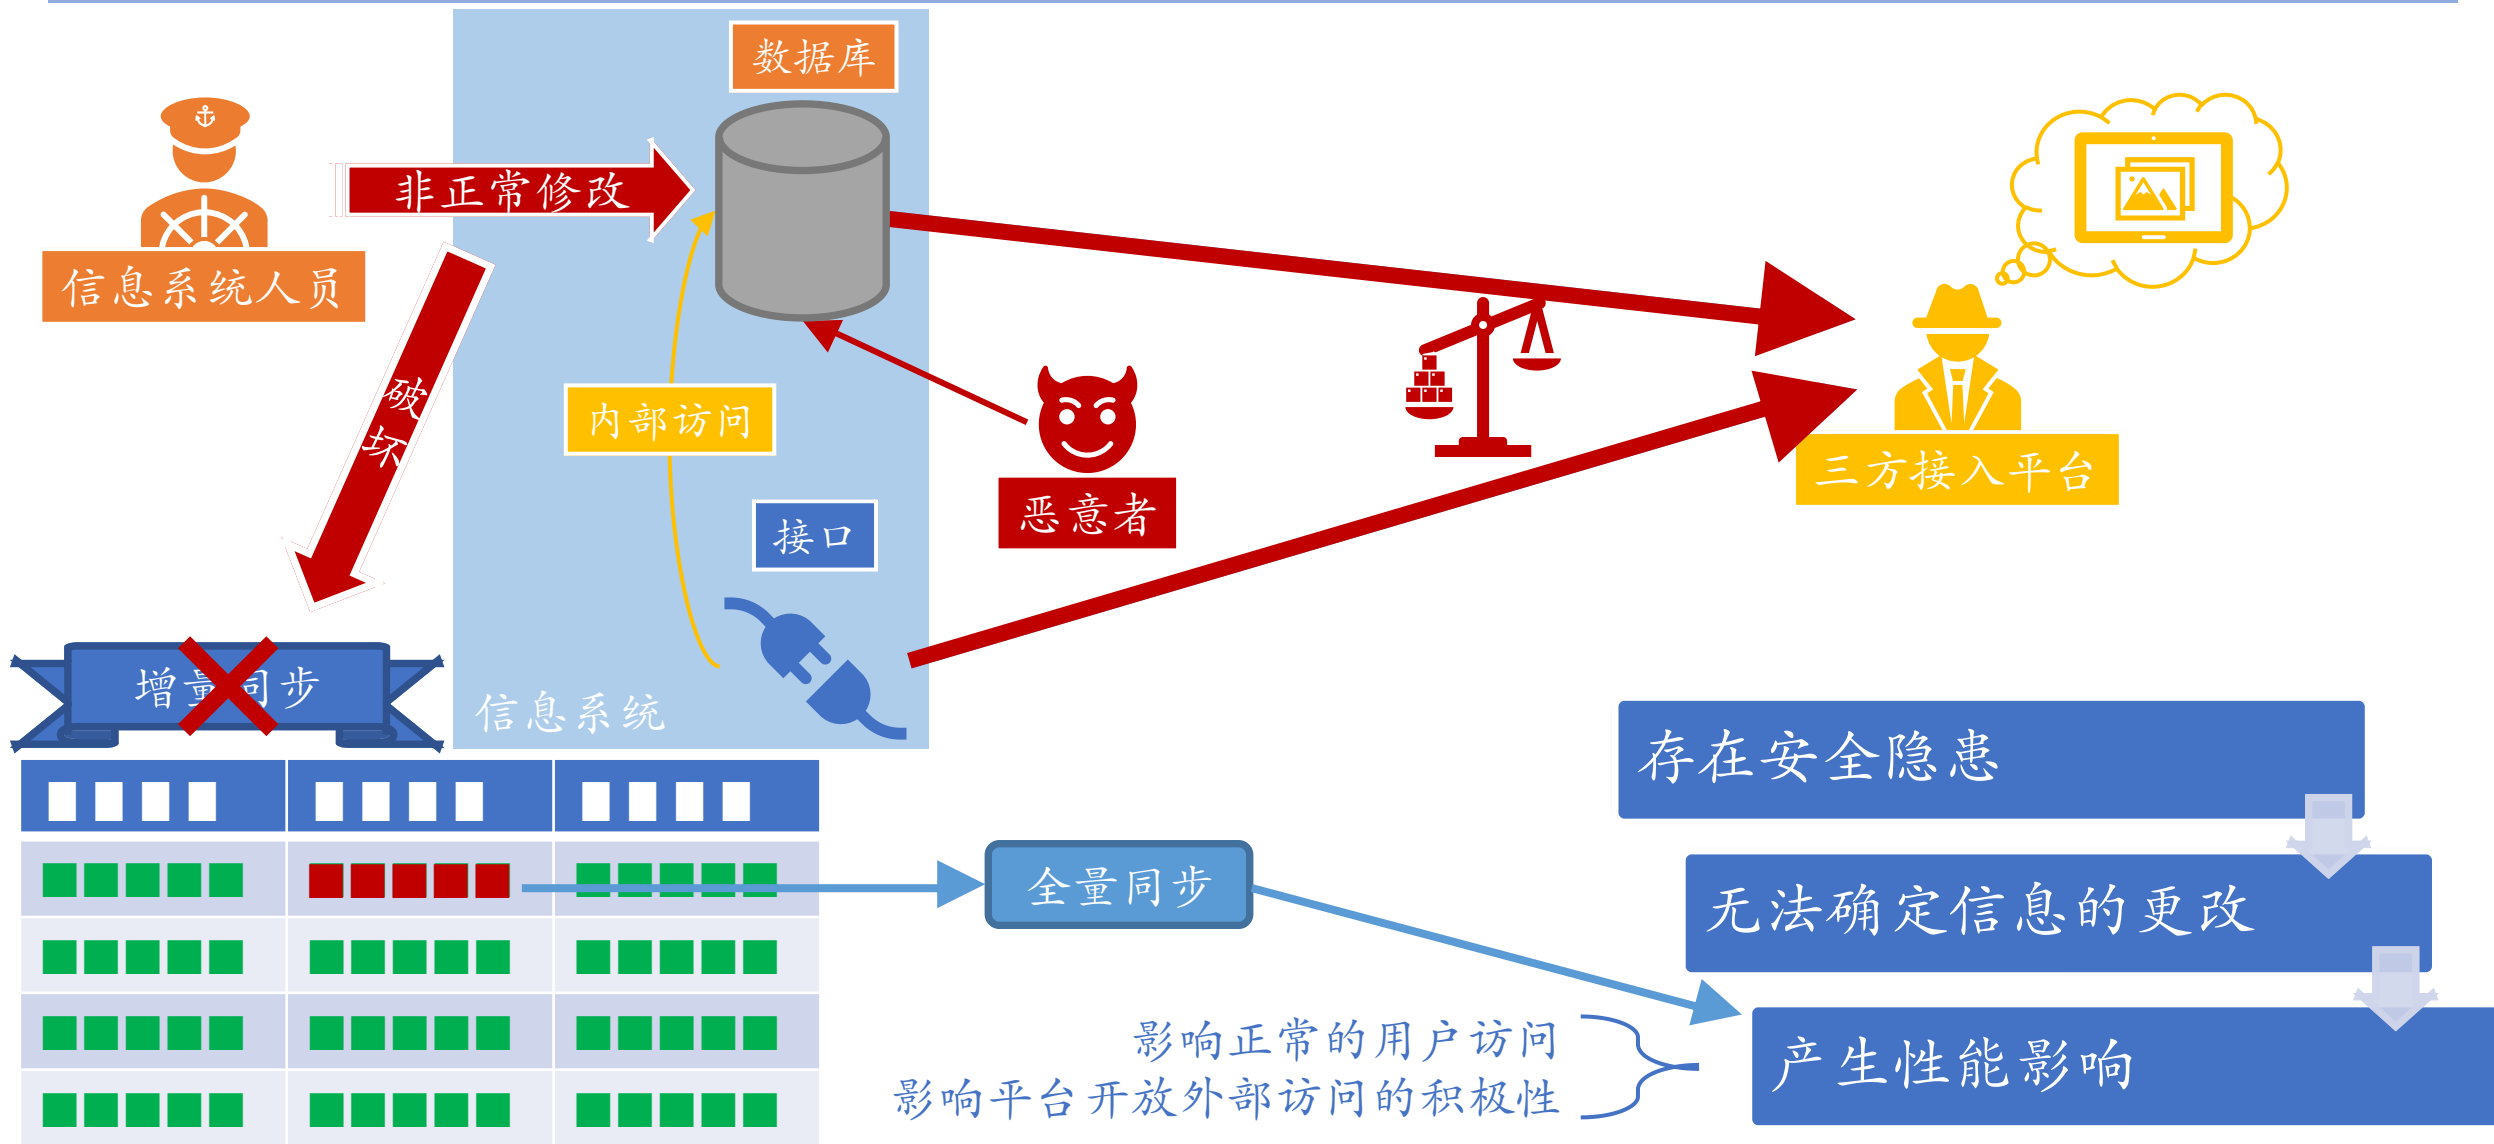 数据库
非正常修改
信息系统人员
缺乏
内部访问
接口
恶意者
三方接入平台
增量同步
信息系统
存在安全隐患
全量同步
无法确定信息的更改
影响正常的用户访问
影响平台开放外部访问的积极性
产生性能影响